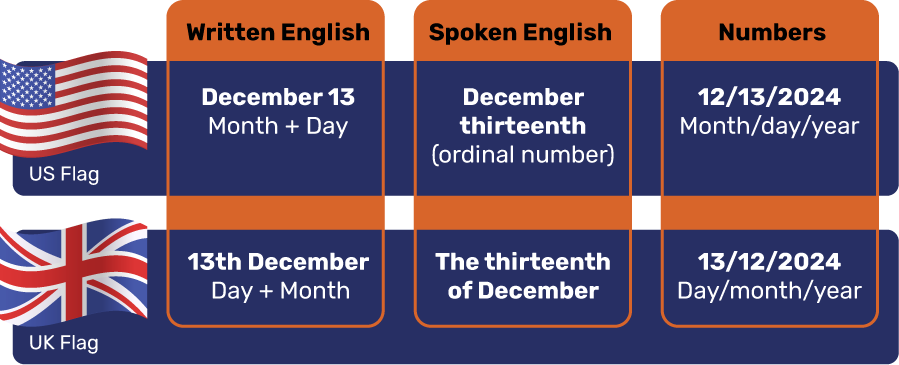 Written English
Spoken English
Numbers
US Flag
December 13
Month + Day
December
thirteenth
(ordinal number)
12/13/2024
Month/day/year
UK Flag
13th December
Day + Month
The thirteenth
of December
13/12/2024
Day/month/year